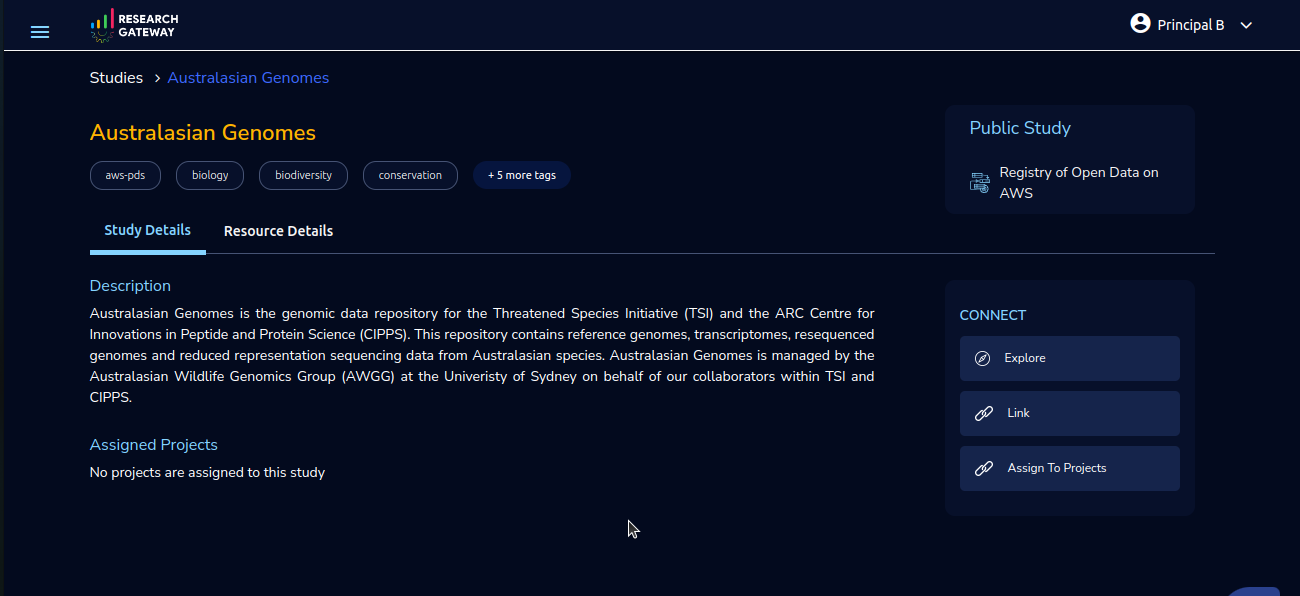 RESEARCH
GATEWAY
Principal B
Studies > Australasian Genomes
Australasian Genomes
aws-pds biology biodiversity conservation + 5 more tags
Public Study
Registry of Open Data on
AWS
Study Details Resource Details
Description
Australasian Genomes is the genomic data repository for the Threatened Species Initiative (TSI) and the ARC Centre for
Innovations in Peptide and Protein Science (CIPPS). This repository contains reference genomes, transcriptomes, resequenced
genomes and reduced representation sequencing data from Australasian species. Australasian Genomes is managed by the
Australasian Wildlife Genomics Group (AWGG) at the Univeristy of Sydney on behalf of our collaborators within TSI and
CIPPS.
Assigned Projects
No projects are assigned to this study
CONNECT
Explore
Link
Assign To Projects